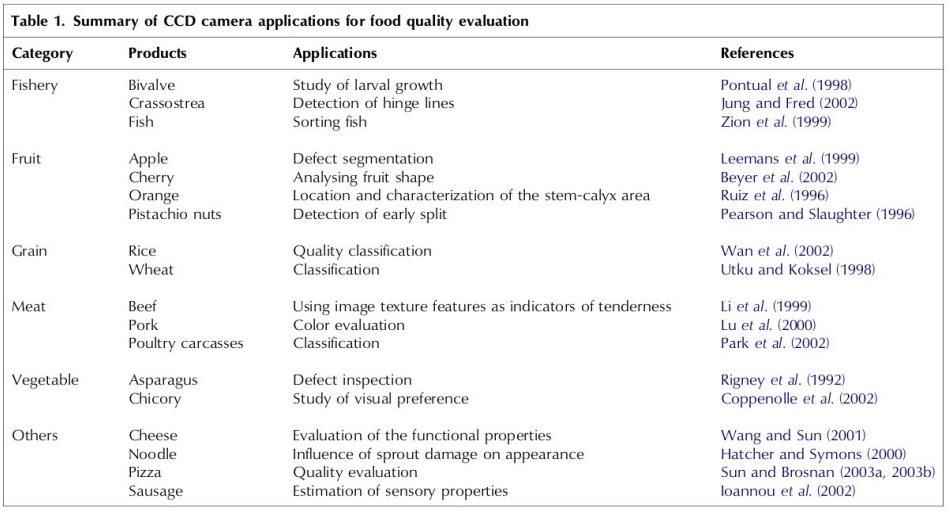 Table 1. Summary of CCD camera applications for food quality evaluation
Category Products Applications References
Fishery Bivalve Study of larval growth Pontual et al. (1998)
Crassostrea Detection of hinge lines Jung and Fred (2002)
Fish Sorting fish Zion et al. (1999)
Fruit Apple Defect segmentation Leemans et al. (1999)
Cherry Analysing fruit shape Beyer et al. (2002)
Orange Location and characterization of the stem-calyx area Ruiz et al. (1996)
Pistachio nuts Detection of early split Pearson and Slaughter (1996)
Grain Rice Quality classification Wan et al. (2002)
Wheat Classification Utku and Koksel (1998)
Meat Beef Using image texture features as indicators of tenderness Li et al. (1999)
Pork Color evaluation Lu et al. (2000)
Poultry carcasses Classification Park et al. (2002)
Vegetable Asparagus Defect inspection Rigney et al. (1992)
Chicory Study of visual preference Coppenolle et al. (2002)
Others Cheese Evaluation of the functional properties Wang and Sun (2001)
Noodle Influence of sprout damage on appearance Hatcher and Symons (2000)
Pizza Quality evaluation Sun and Brosnan (2003a, 2003b)
Sausage Estimation of sensory properties Ioannou et al. (2002)